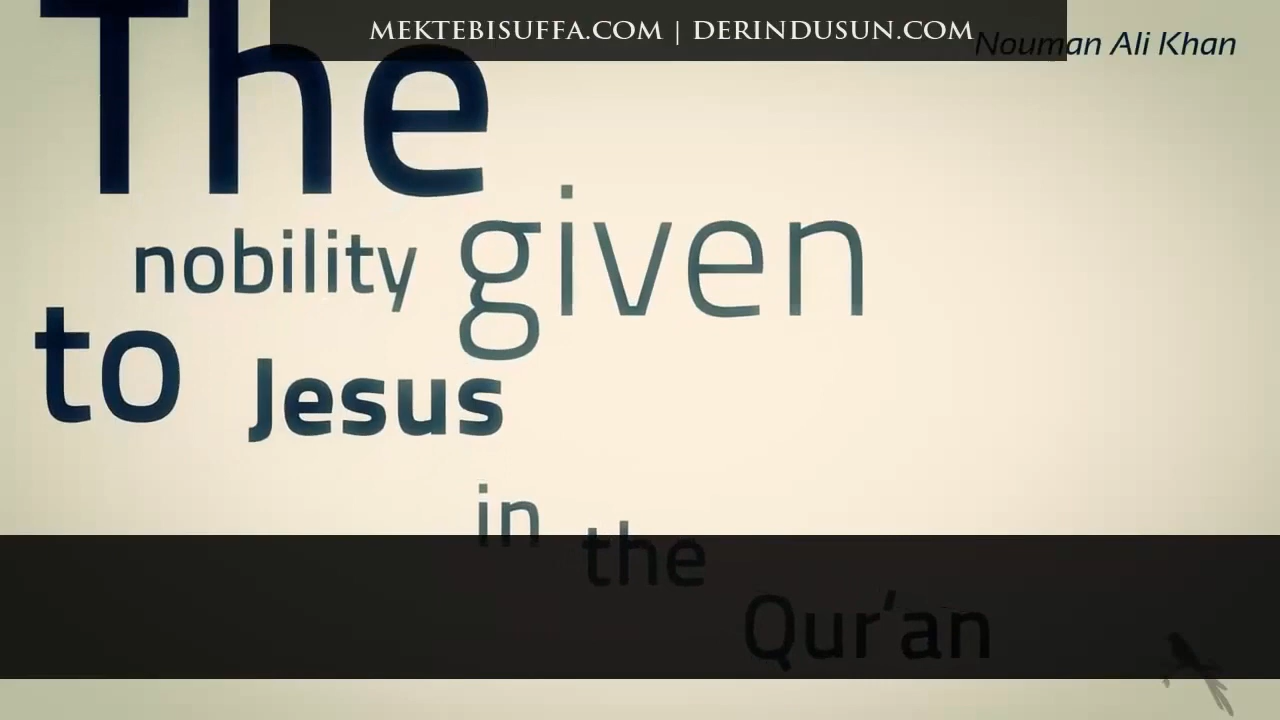 MEKTEBISUFFA.COM | DERINDUSUN.COM
Nouman Ali Khan
The
nobility given
to Jesus
in the
Qur'an